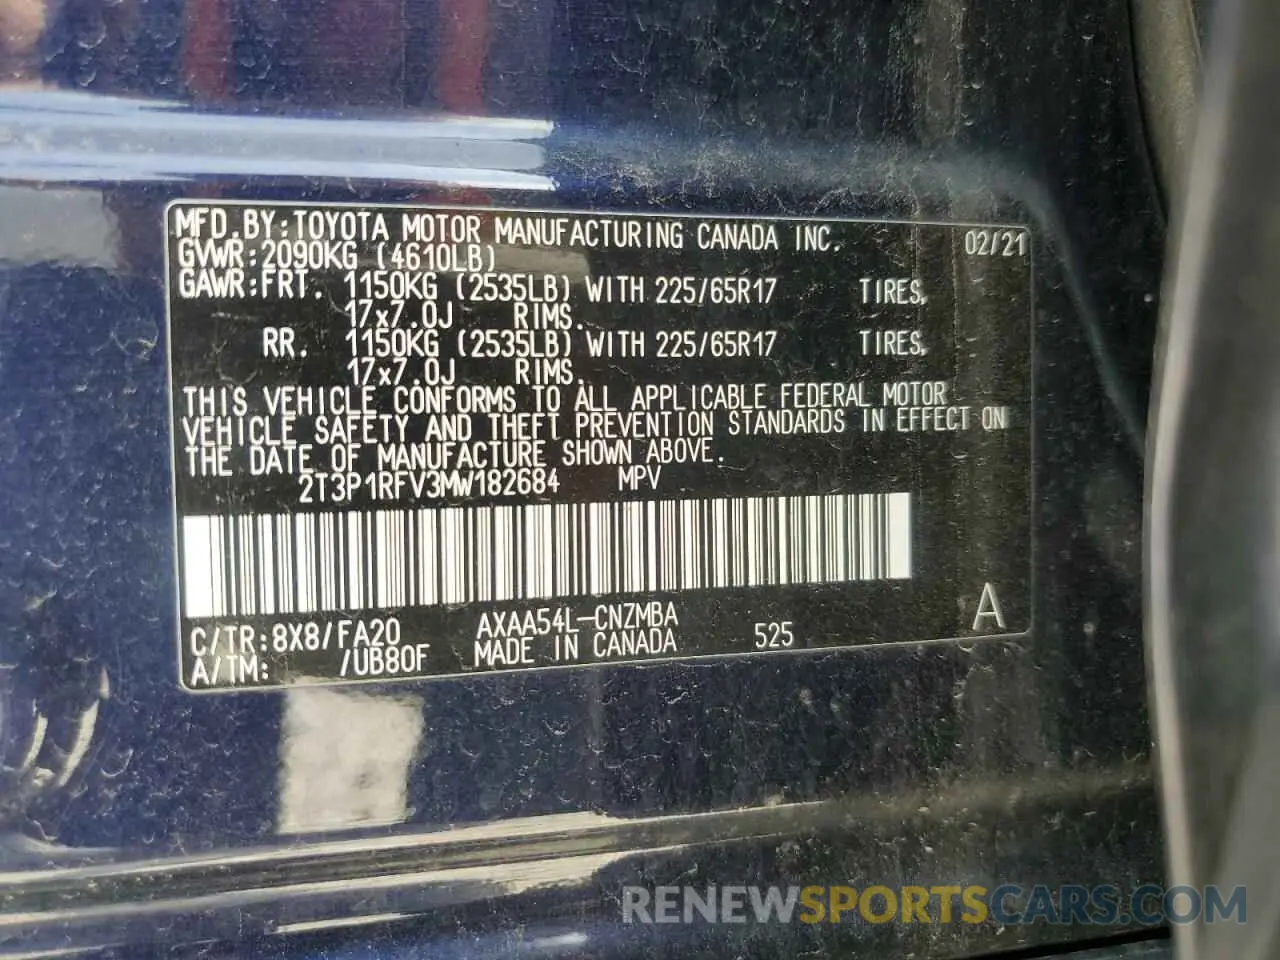 MFD.BY:TOYOTA MOTOR MANUFACTURING CANADA INC. 02/21
GVWR:2090KG (4610LB)
GAWR:FRT. 1150KG (2535LB) WITH 225/65R17 TIRES,
17x7.0J RIMS.
RR. 1150KG (2535LB) WITH 225/65R17 TIRES,
17x7.0J RIMS.
THIS VEHICLE CONFORMS TO ALL APPLICABLE FEDERAL MOTOR
VEHICLE SAFETY AND THEFT PREVENTION STANDARDS IN EFFECT ON
THE DATE OF MANUFACTURE SHOWN ABOVE.
2T3P1RFV3MW182684 MPV
C/TR:8X8/FA20 AXAA54L-CNZMBA 525 A
A/TM: /UB80F MADE IN CANADA
RENEWSPORTSCARS.COM